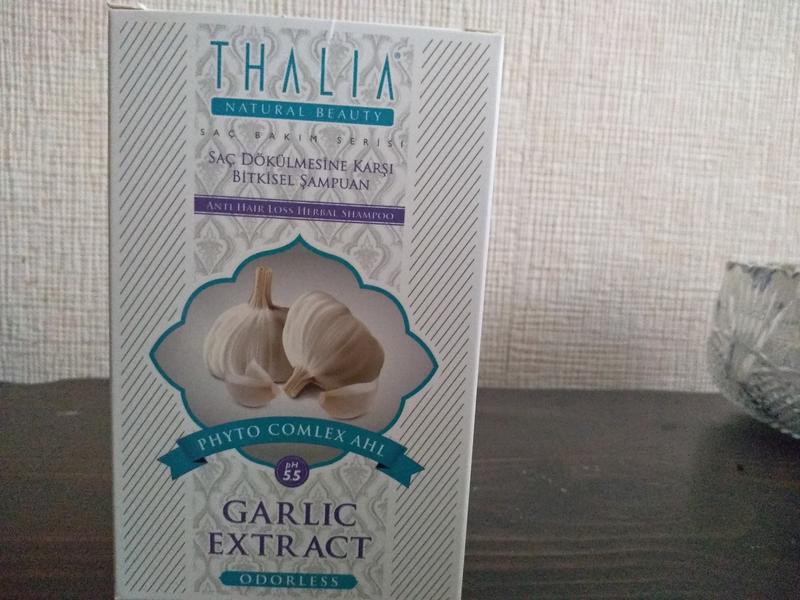 THALIA®
NATURAL BEAUTY
SAÇ BAKIM SERİSİ
SAÇ DÖKÜLMESİNE KARŞI
BİTKİSEL ŞAMPUAN
ANTI HAIR LOSS HERBAL SHAMPOO
PHYTO COMLEX AHL
pH
5.5
GARLIC
EXTRACT
ODORLESS